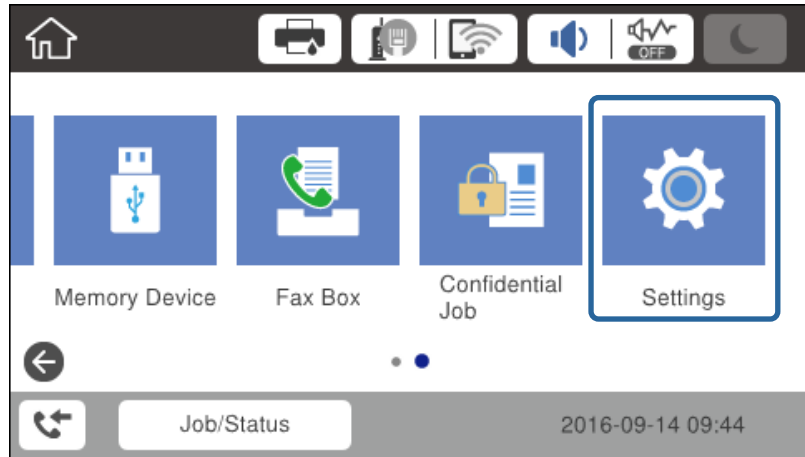 OFF
Memory Device
Fax Box
Confidential
Job
Settings
Job/Status
2016-09-14 09:44